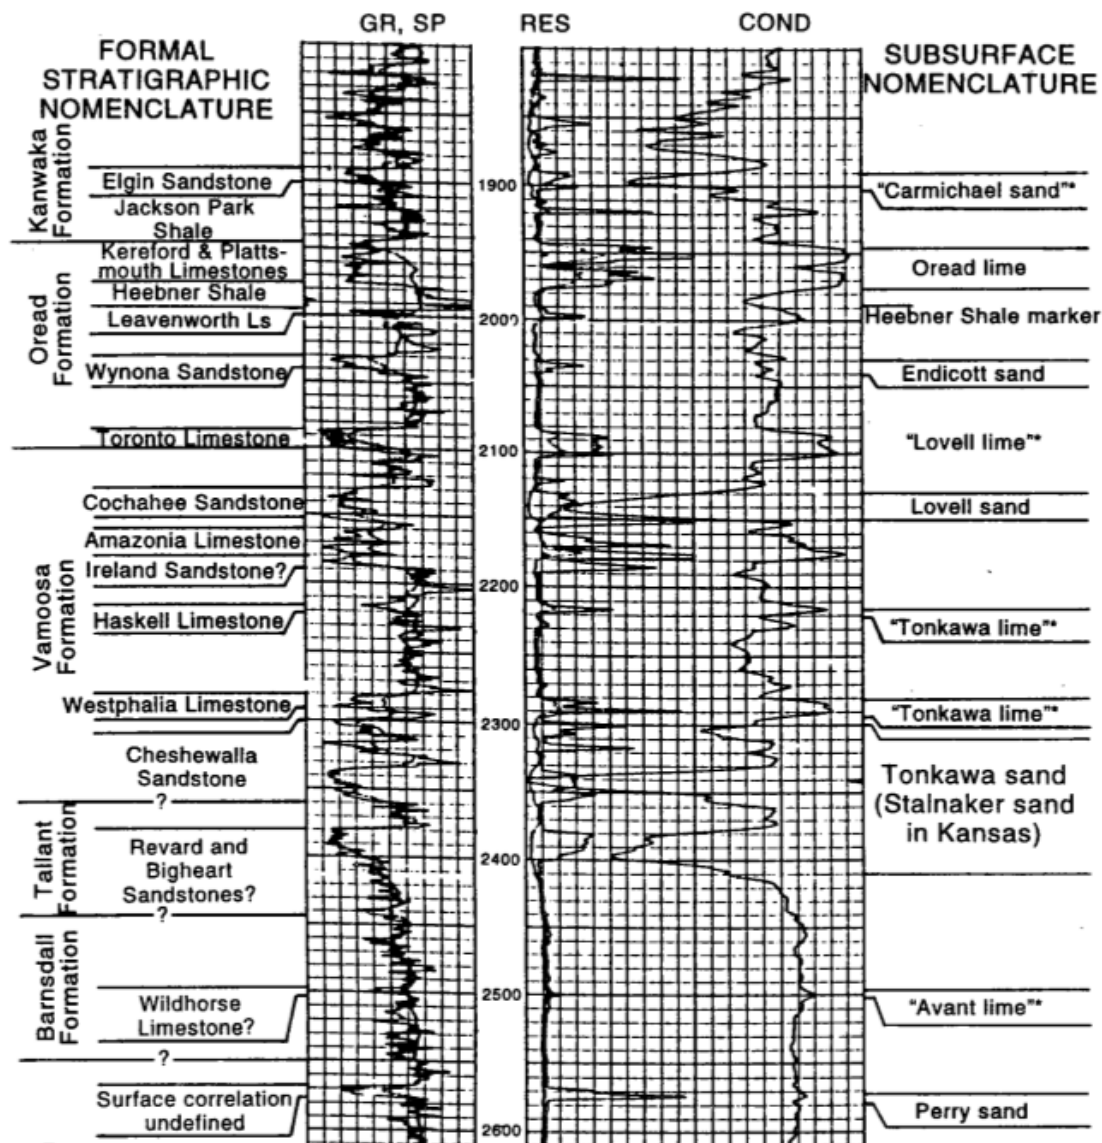 GR, SP
RES
COND
FORMAL
STRATIGRAPHIC
NOMENCLATURE
SUBSURFACE
NOMENCLATURE
Kanwaka
Formation
Elgin Sandstone
Jackson Park
Shale
Oread
Formation
Kereford & Platts-
mouth Limestones
Heebner Shale
Leavenworth Ls
Wynona Sandstone
Toronto Limestone
Vamoosa
Formation
Cochahee Sandstone
Amazonia Limestone
Ireland Sandstone?
Haskell Limestone
Westphalia Limestone
Cheshewalla
Sandstone
?
Tallant
Formation
Revard and
Bigheart
Sandstones?
?
Barnsdall
Formation
Wildhorse
Limestone?
?
Surface correlation
undefined
1900
2000
2100
2200
2300
2400
2500
2600
"Carmichael sand"*
Oread lime
Heebner Shale marker
Endicott sand
"Lovell lime"*
Lovell sand
"Tonkawa lime"*
"Tonkawa lime"*
Tonkawa sand
(Stalnaker sand
in Kansas)
"Avant lime"*
Perry sand